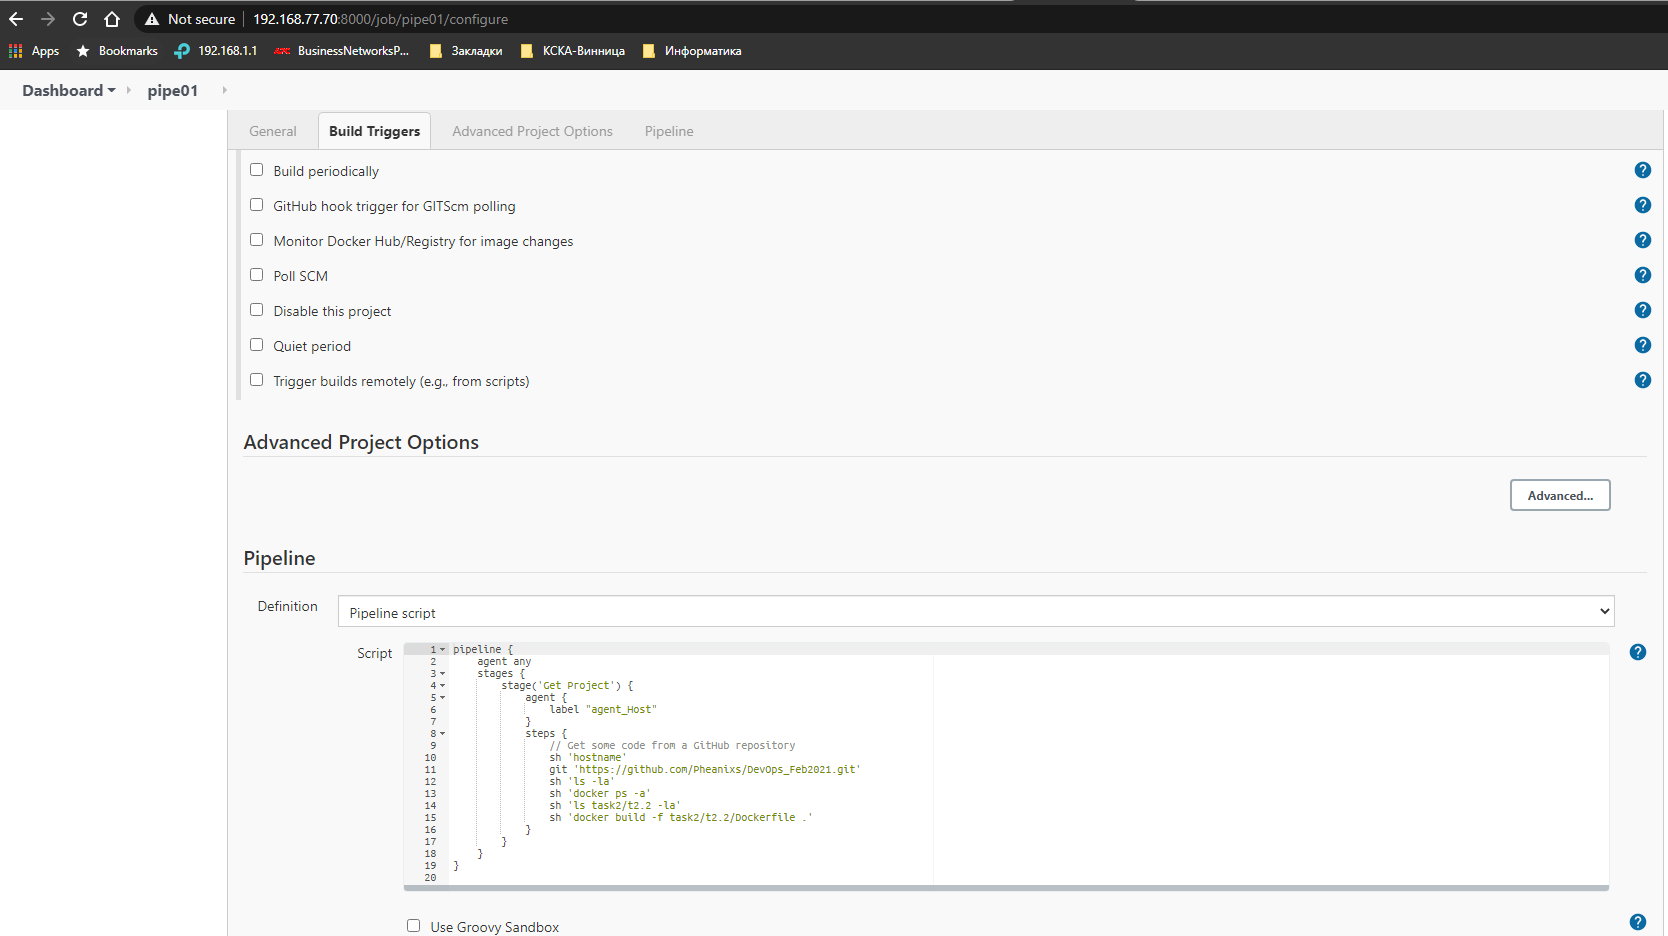 Not secure 192.168.77.70:8000/job/pipe01/configure
Apps Bookmarks 192.168.1.1 BusinessNetworksP... Закладки КСКА-Винница Информатика
Dashboard pipe01
General Build Triggers Advanced Project Options Pipeline
Build periodically
GitHub hook trigger for GITScm polling
Monitor Docker Hub/Registry for image changes
Poll SCM
Disable this project
Quiet period
Trigger builds remotely (e.g., from scripts)
Advanced Project Options
Advanced...
Pipeline
Definition Pipeline script
Script
1 pipeline {
2 agent any
3 stages {
4 stage('Get Project') {
5 agent {
6 label "agent_Host"
7 }
8 steps {
9 // Get some code from a GitHub repository
10 sh 'hostname'
11 git 'https://github.com/Pheanixs/DevOps_Feb2021.git'
12 sh 'ls -la'
13 sh 'docker ps -a'
14 sh 'ls task2/t2.2 -la'
15 sh 'docker build -f task2/t2.2/Dockerfile .'
16 }
17 }
18 }
19 }
20
Use Groovy Sandbox